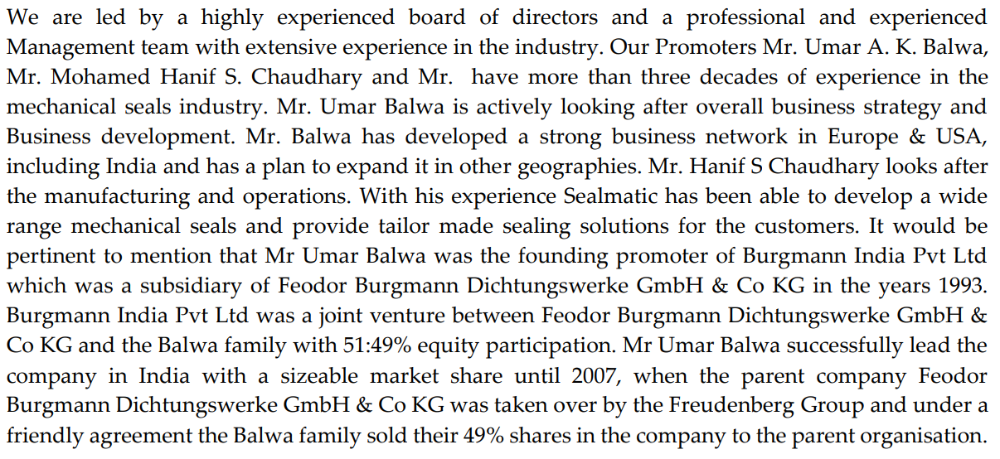 We are led by a highly experienced board of directors and a professional and experienced
Management team with extensive experience in the industry. Our Promoters Mr. Umar A. K. Balwa,
Mr. Mohamed Hanif S. Chaudhary and Mr.  have more than three decades of experience in the
mechanical seals industry. Mr. Umar Balwa is actively looking after overall business strategy and
Business development. Mr. Balwa has developed a strong business network in Europe & USA,
including India and has a plan to expand it in other geographies. Mr. Hanif S Chaudhary looks after
the manufacturing and operations. With his experience Sealmatic has been able to develop a wide
range mechanical seals and provide tailor made sealing solutions for the customers. It would be
pertinent to mention that Mr Umar Balwa was the founding promoter of Burgmann India Pvt Ltd
which was a subsidiary of Feodor Burgmann Dichtungswerke GmbH & Co KG in the years 1993.
Burgmann India Pvt Ltd was a joint venture between Feodor Burgmann Dichtungswerke GmbH &
Co KG and the Balwa family with 51:49% equity participation. Mr Umar Balwa successfully lead the
company in India with a sizeable market share until 2007, when the parent company Feodor
Burgmann Dichtungswerke GmbH & Co KG was taken over by the Freudenberg Group and under a
friendly agreement the Balwa family sold their 49% shares in the company to the parent organisation.